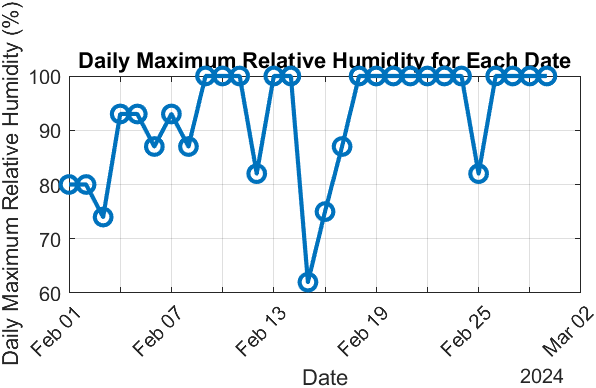 Daily Maximum Relative Humidity for Each Date
Daily Maximum Relative Humidity (%)
100
90
80
70
60
Feb 01
Feb 07
Feb 13
Feb 19
Feb 25
Mar 02
Date
2024